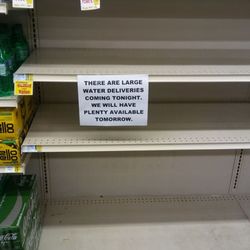 THERE ARE LARGE
WATER DELIVERIES
COMING TONIGHT.
WE WILL HAVE
PLENTY AVAILABLE
TOMORROW.